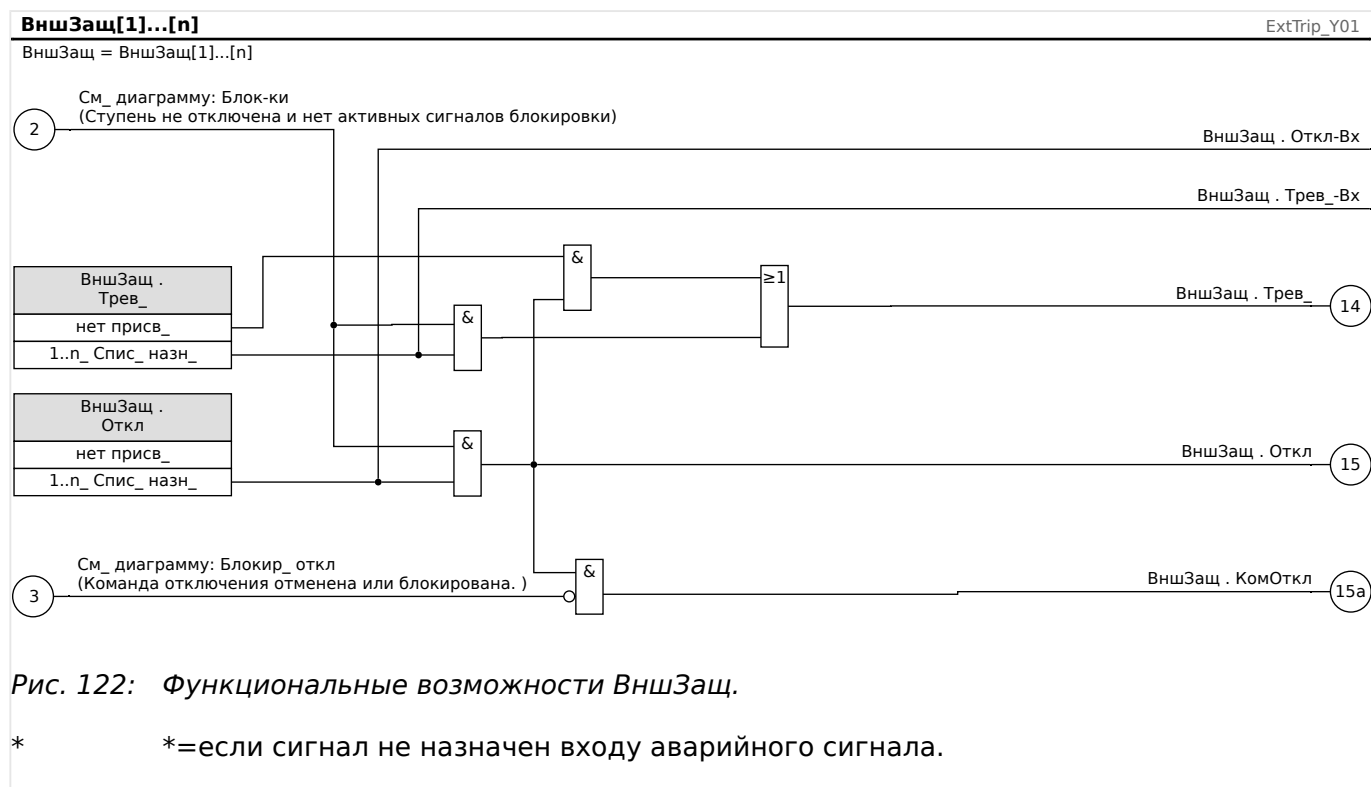 ВншЗащ[1]...[n]
ExtTrip_Y01
ВншЗащ = ВншЗащ[1]...[n]
См_ диаграмму: Блок-ки
(Ступень не отключена и нет активных сигналов блокировки)
2
ВншЗащ . Откл-Вх
ВншЗащ . Трев_-Вх
&
ВншЗащ .
Трев_
нет присв_
1..n_ Спис_ назн_
&
≥1
ВншЗащ . Трев_
14
ВншЗащ .
Откл
нет присв_
1..n_ Спис_ назн_
&
ВншЗащ . Откл
15
См_ диаграмму: Блокир_ откл
(Команда отключения отменена или блокирована. )
3
&
ВншЗащ . КомОткл
15a
Рис. 122: Функциональные возможности ВншЗащ.
* *=если сигнал не назначен входу аварийного сигнала.